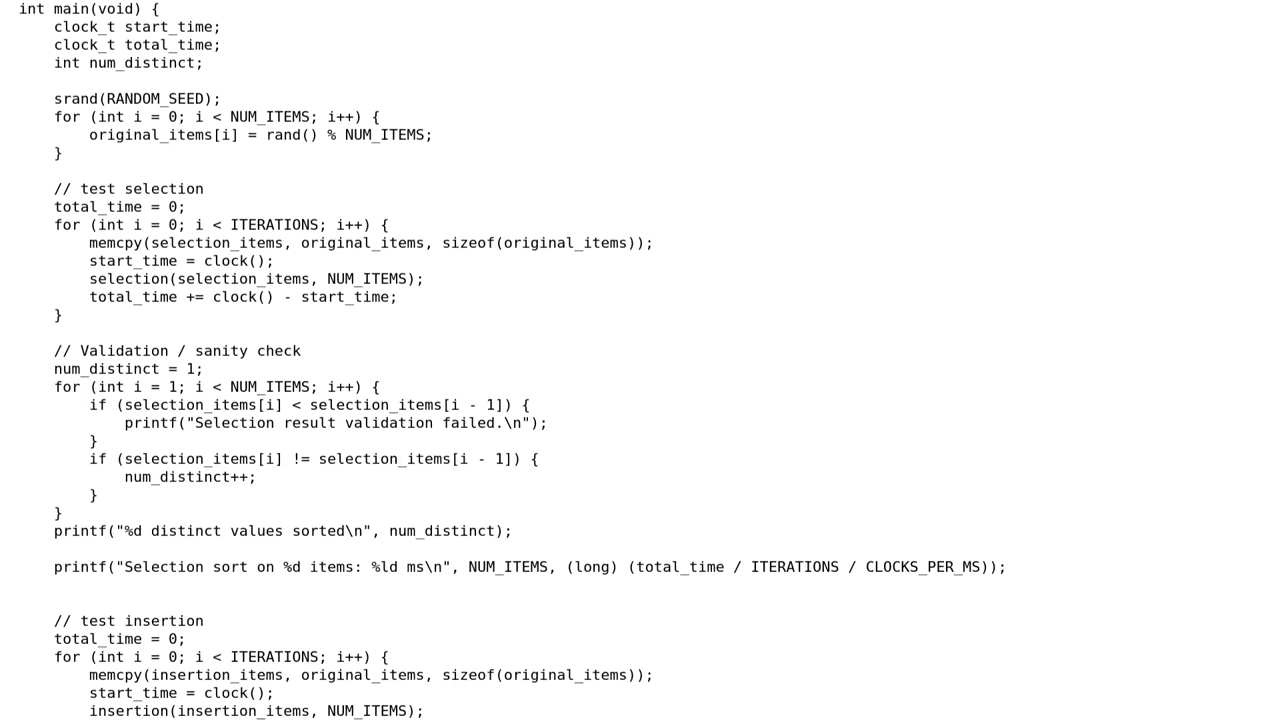 int main(void) {
    clock_t start_time;
    clock_t total_time;
    int num_distinct;

    srand(RANDOM_SEED);
    for (int i = 0; i < NUM_ITEMS; i++) {
        original_items[i] = rand() % NUM_ITEMS;
    }

    // test selection
    total_time = 0;
    for (int i = 0; i < ITERATIONS; i++) {
        memcpy(selection_items, original_items, sizeof(original_items));
        start_time = clock();
        selection(selection_items, NUM_ITEMS);
        total_time += clock() - start_time;
    }

    // Validation / sanity check
    num_distinct = 1;
    for (int i = 1; i < NUM_ITEMS; i++) {
        if (selection_items[i] < selection_items[i - 1]) {
            printf("Selection result validation failed.\n");
        }
        if (selection_items[i] != selection_items[i - 1]) {
            num_distinct++;
        }
    }
    printf("%d distinct values sorted\n", num_distinct);

    printf("Selection sort on %d items: %ld ms\n", NUM_ITEMS, (long) (total_time / ITERATIONS / CLOCKS_PER_MS));


    // test insertion
    total_time = 0;
    for (int i = 0; i < ITERATIONS; i++) {
        memcpy(insertion_items, original_items, sizeof(original_items));
        start_time = clock();
        insertion(insertion_items, NUM_ITEMS);